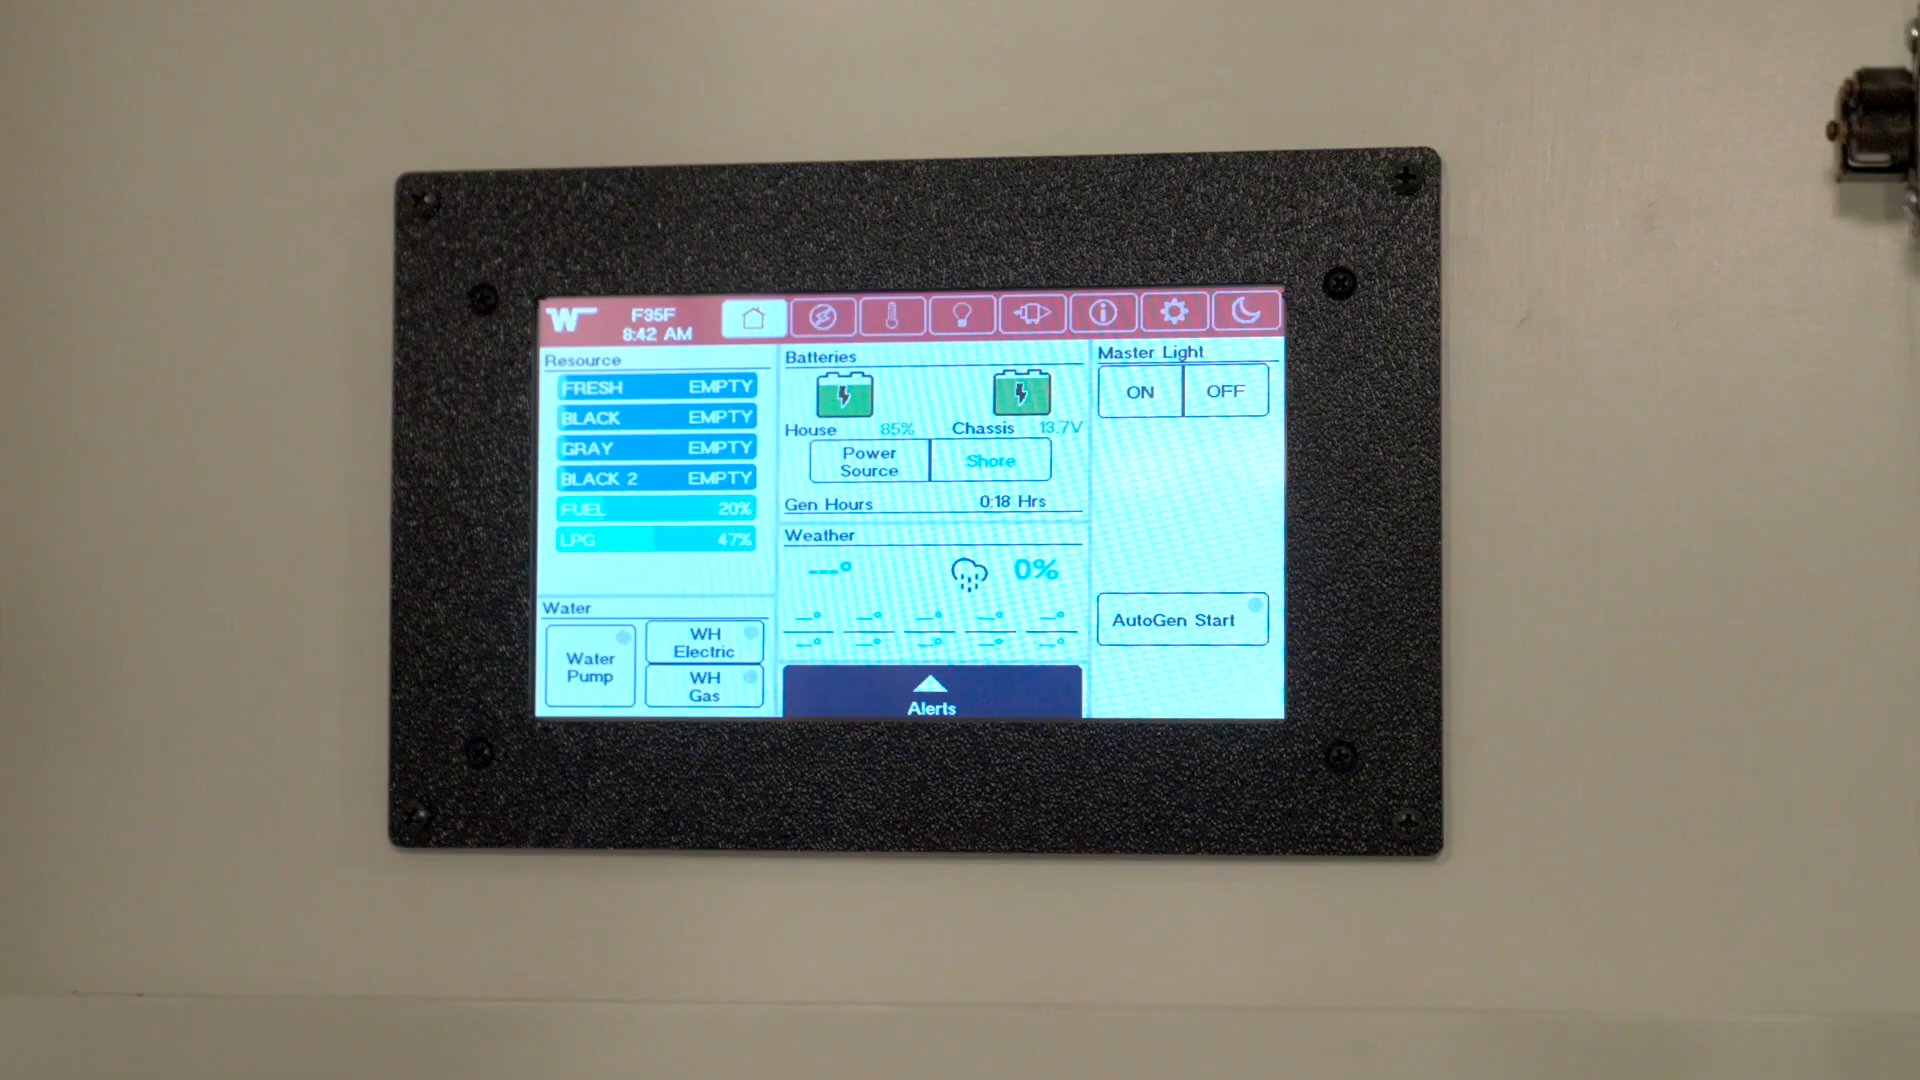 W
F35F
8:42 AM
Resource
FRESH EMPTY
BLACK EMPTY
GRAY EMPTY
BLACK 2 EMPTY
FUEL 20%
LPG 47%
Water
Water
Pump
WH
Electric
WH
Gas
Batteries
House 85% Chassis 13.7V
Power
Source
Shore
Gen Hours 0:18 Hrs
Weather
---° 0%
--° --° --° --° --°
--° --° --° --° --°
Alerts
Master Light
ON OFF
AutoGen Start